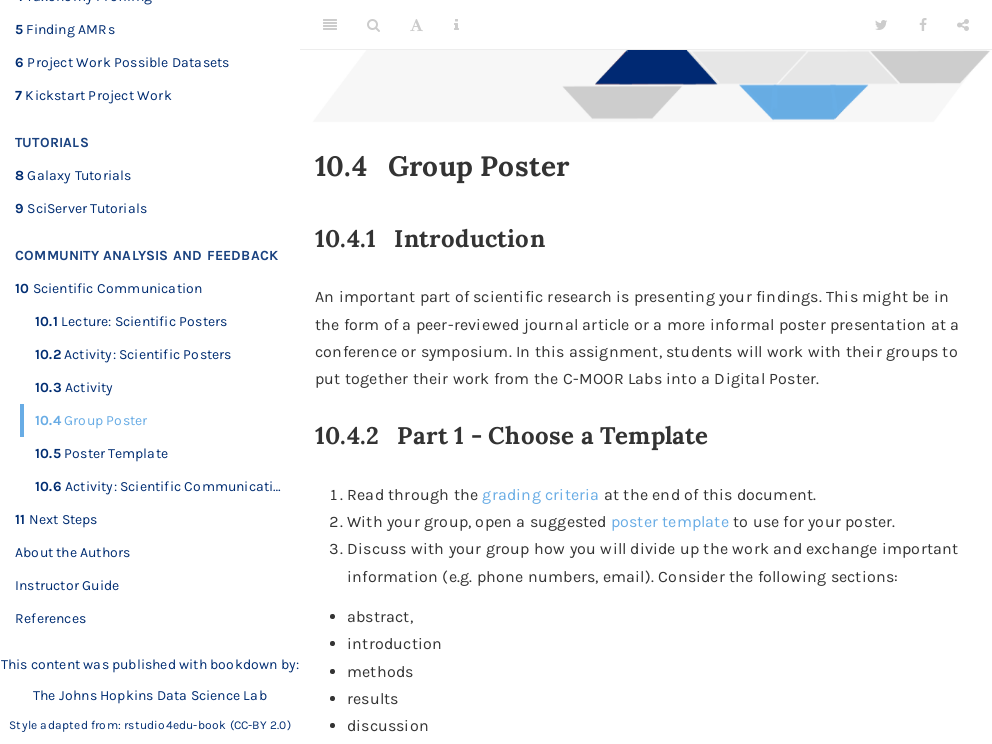 5 Finding AMRs
6 Project Work Possible Datasets
7 Kickstart Project Work
TUTORIALS
8 Galaxy Tutorials
9 SciServer Tutorials
COMMUNITY ANALYSIS AND FEEDBACK
10 Scientific Communication
10.1 Lecture: Scientific Posters
10.2 Activity: Scientific Posters
10.3 Activity
10.4 Group Poster
10.5 Poster Template
10.6 Activity: Scientific Communicati…
11 Next Steps
About the Authors
Instructor Guide
References
This content was published with bookdown by:
The Johns Hopkins Data Science Lab
Style adapted from: rstudio4edu-book (CC-BY 2.0)
10.4 Group Poster
10.4.1 Introduction
An important part of scientific research is presenting your findings. This might be in
the form of a peer-reviewed journal article or a more informal poster presentation at a
conference or symposium. In this assignment, students will work with their groups to
put together their work from the C-MOOR Labs into a Digital Poster.
10.4.2 Part 1 - Choose a Template
1. Read through the grading criteria at the end of this document.
2. With your group, open a suggested poster template to use for your poster.
3. Discuss with your group how you will divide up the work and exchange important
information (e.g. phone numbers, email). Consider the following sections:
• abstract,
• introduction
• methods
• results
• discussion